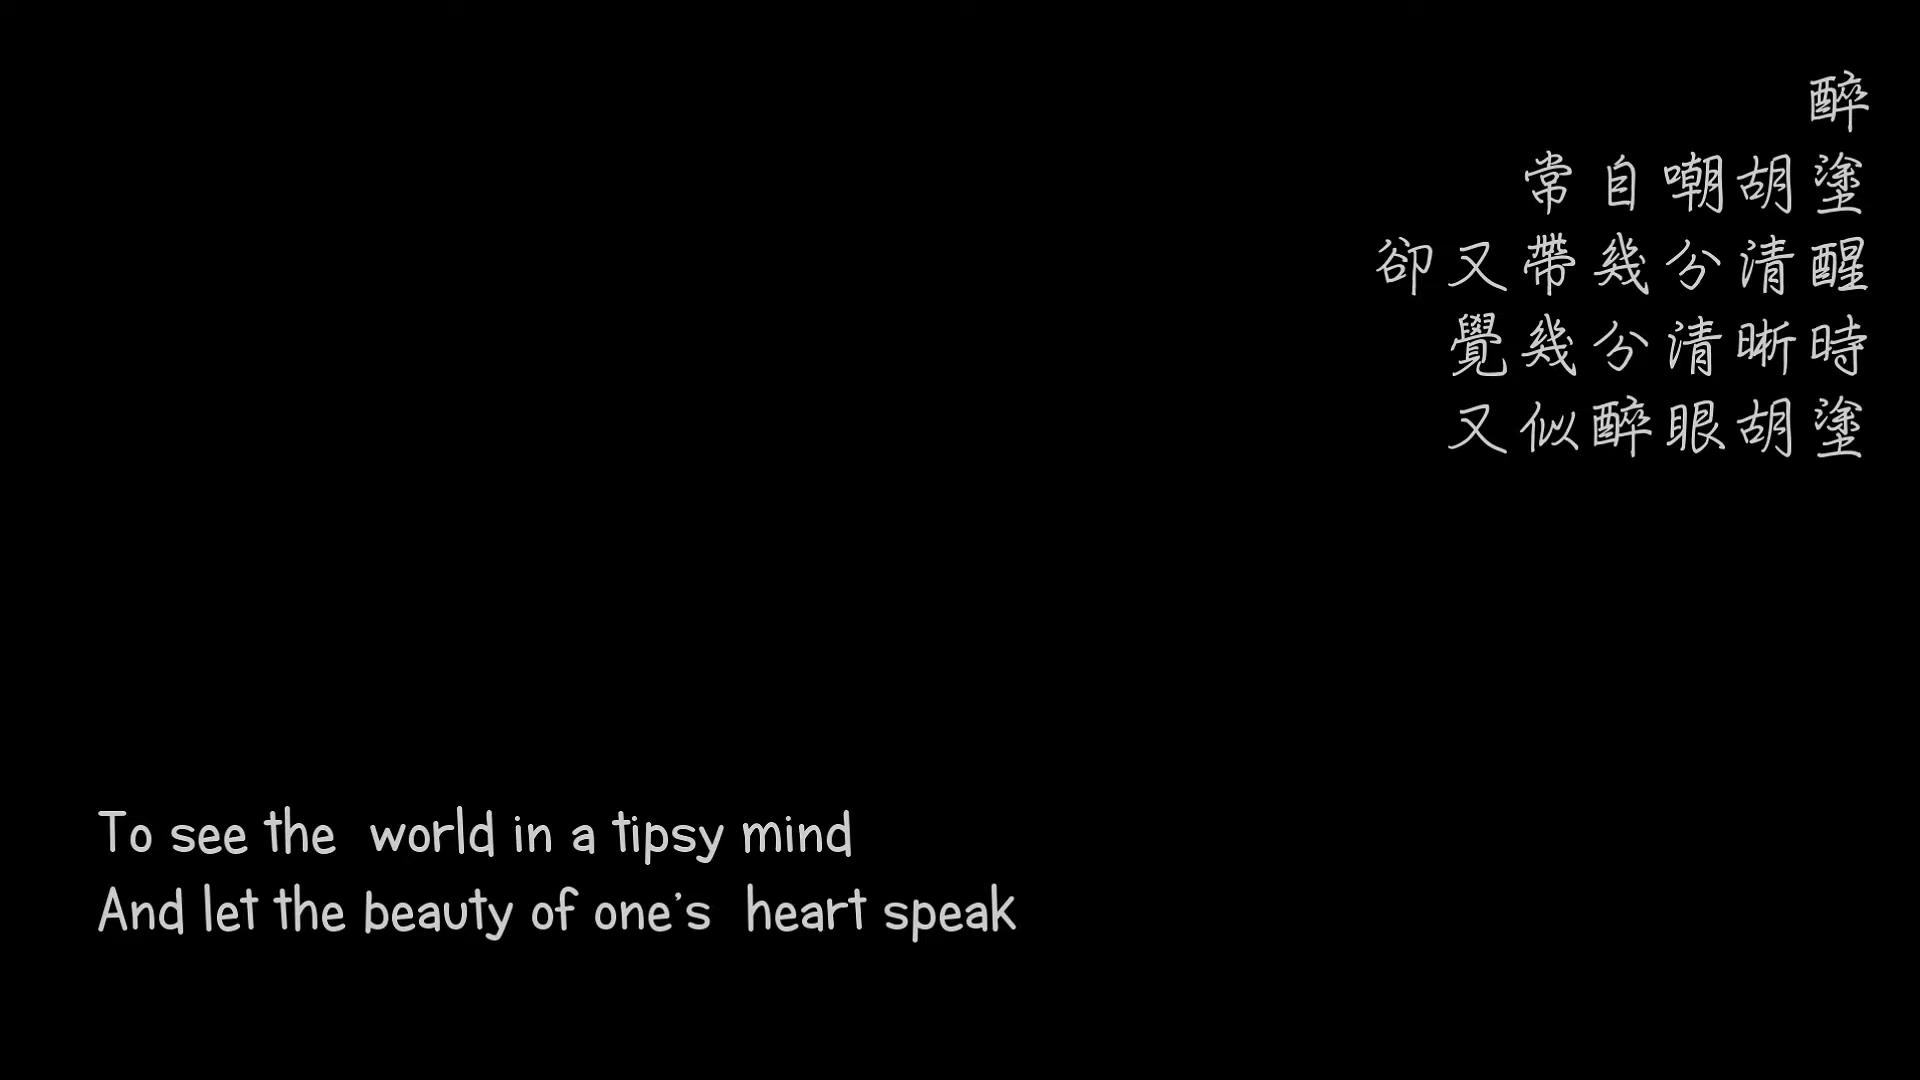 醉
常自嘲胡塗
卻又帶幾分清醒
覺幾分清晰時
又似醉眼胡塗
To see the world in a tipsy mind
And let the beauty of one's heart speak